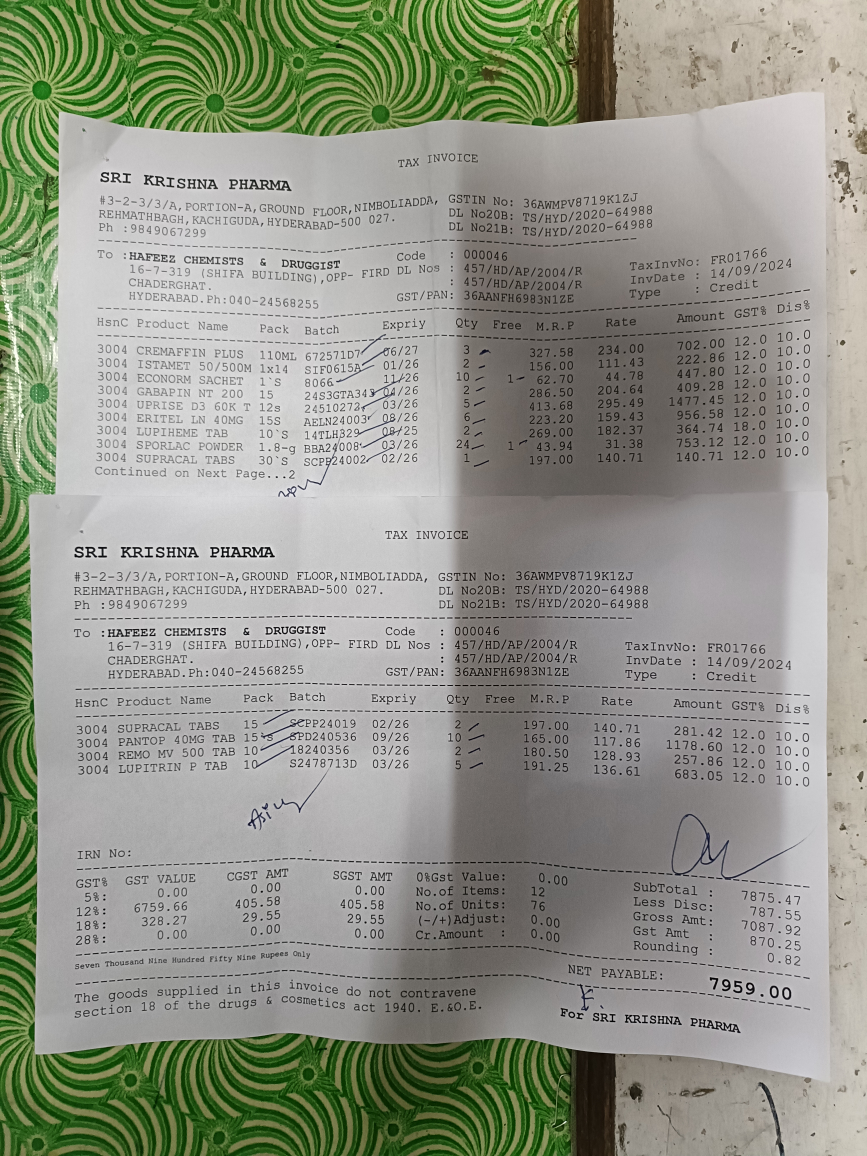 TAX INVOICE
SRI KRISHNA PHARMA
#3-2-3/3/A,PORTION-A,GROUND FLOOR,NIMBOLIADDA, GSTIN No: 36AWMPV8719K1ZJ
REHMATHBAGH,KACHIGUDA,HYDERABAD-500 027. DL No20B: TS/HYD/2020-64988
Ph :9849067299 DL No21B: TS/HYD/2020-64988
To :HAFEEZ CHEMISTS & DRUGGIST Code : 000046
16-7-319 (SHIFA BUILDING),OPP- FIRD DL Nos : 457/HD/AP/2004/R TaxInvNo: FR01766
CHADERGHAT. : 457/HD/AP/2004/R InvDate : 14/09/2024
HYDERABAD.Ph:040-24568255 GST/PAN: 36AANFH6983N1ZE Type : Credit
HsnC Product Name Pack Batch Expriy Qty Free M.R.P Rate Amount GST% Dis%
3004 CREMAFFIN PLUS 110ML 672571D7 06/27 3 327.58 234.00 702.00 12.0 10.0
3004 ISTAMET 50/500M 1x14 SIF0615A 01/26 2 156.00 111.43 222.86 12.0 10.0
3004 ECONORM SACHET 1`S 8066 11/26 10 1 62.70 44.78 447.80 12.0 10.0
3004 GABAPIN NT 200 15 24S3GTA343 04/26 2 286.50 204.64 409.28 12.0 10.0
3004 UPRISE D3 60K T 12s 24510272 03/26 5 413.68 295.49 1477.45 12.0 10.0
3004 ERITEL LN 40MG 15S AELN24003 08/26 6 223.20 159.43 956.58 12.0 10.0
3004 LUPIHEME TAB 10`S 14TLH329 08/25 2 269.00 182.37 364.74 18.0 10.0
3004 SPORLAC POWDER 1.8-g BBA24008 03/26 24 1 43.94 31.38 753.12 12.0 10.0
3004 SUPRACAL TABS 30`S SCPP24002 02/26 1 197.00 140.71 140.71 12.0 10.0
Continued on Next Page...2
TAX INVOICE
SRI KRISHNA PHARMA
#3-2-3/3/A,PORTION-A,GROUND FLOOR,NIMBOLIADDA, GSTIN No: 36AWMPV8719K1ZJ
REHMATHBAGH,KACHIGUDA,HYDERABAD-500 027. DL No20B: TS/HYD/2020-64988
Ph :9849067299 DL No21B: TS/HYD/2020-64988
To :HAFEEZ CHEMISTS & DRUGGIST Code : 000046
16-7-319 (SHIFA BUILDING),OPP- FIRD DL Nos : 457/HD/AP/2004/R TaxInvNo: FR01766
CHADERGHAT. : 457/HD/AP/2004/R InvDate : 14/09/2024
HYDERABAD.Ph:040-24568255 GST/PAN: 36AANFH6983N1ZE Type : Credit
HsnC Product Name Pack Batch Expriy Qty Free M.R.P Rate Amount GST% Dis%
3004 SUPRACAL TABS 15 SCPP24019 02/26 2 197.00 140.71 281.42 12.0 10.0
3004 PANTOP 40MG TAB 15's SPD240536 09/26 10 165.00 117.86 1178.60 12.0 10.0
3004 REMO MV 500 TAB 10 18240356 03/26 2 180.50 128.93 257.86 12.0 10.0
3004 LUPITRIN P TAB 10 S2478713D 03/26 5 191.25 136.61 683.05 12.0 10.0
IRN No:
GST% GST VALUE CGST AMT SGST AMT 0%Gst Value: 0.00 SubTotal : 7875.47
5%: 0.00 0.00 0.00 No.of Items: 12 Less Disc: 787.55
12%: 6759.66 405.58 405.58 No.of Units: 76 Gross Amt: 7087.92
18%: 328.27 29.55 29.55 (-/+)Adjust: 0.00 Gst Amt : 870.25
28%: 0.00 0.00 0.00 Cr.Amount : 0.00 Rounding : 0.82
Seven Thousand Nine Hundred Fifty Nine Rupees Only
NET PAYABLE: 7959.00
The goods supplied in this invoice do not contravene
section 18 of the drugs & cosmetics act 1940. E.&O.E.
For SRI KRISHNA PHARMA